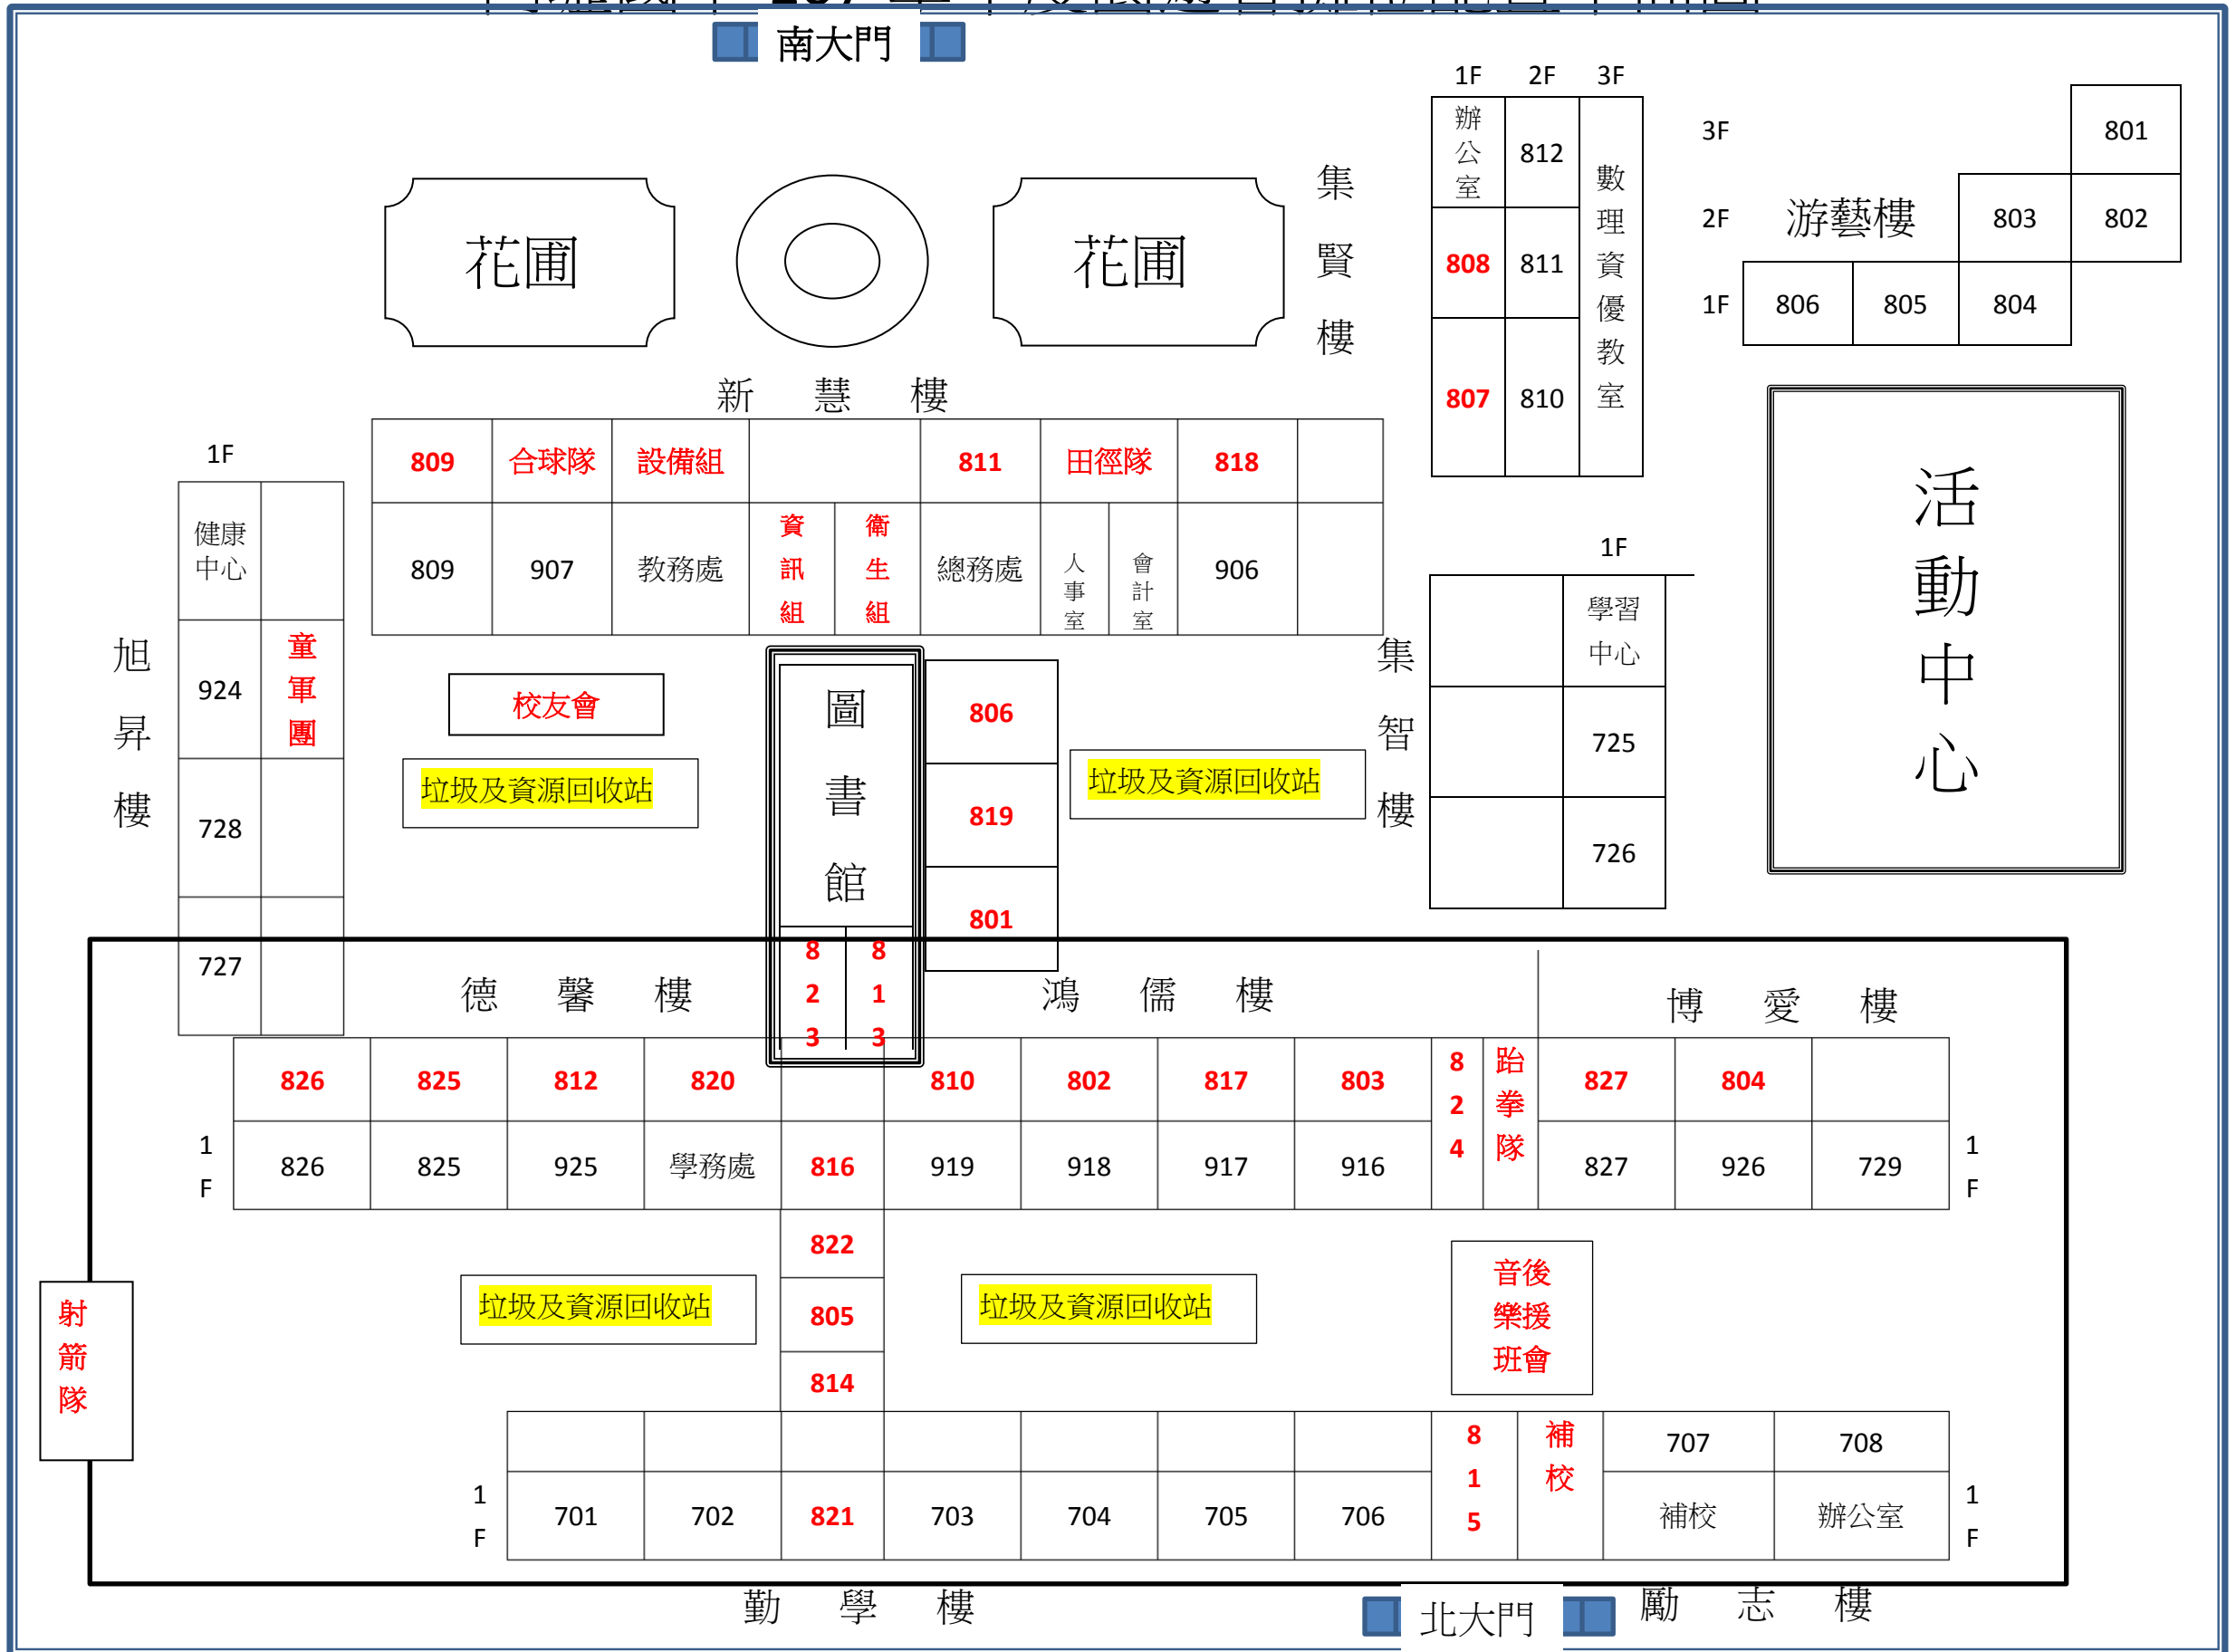 南大門
1F 2F 3F
辦公室
812
數理資優教室
808
811
807
810
集賢樓
3F
801
2F
游藝樓
803
802
1F
806
805
804
花圃
花圃
新慧樓
809
合球隊
設備組
811
田徑隊
818
809
907
教務處
資訊組
衛生組
總務處
人事室
會計室
906
1F
健康
中心
924
童軍團
728
727
旭昇樓
校友會
垃圾及資源回收站
圖書館
823
813
806
819
801
垃圾及資源回收站
集智樓
1F
學習
中心
725
726
活動中心
德馨樓
鴻儒樓
博愛樓
826
825
812
820
810
802
817
803
824
跆拳隊
827
804
1F
826
825
925
學務處
816
919
918
917
916
827
926
729
1F
822
805
814
垃圾及資源回收站
垃圾及資源回收站
音後
樂援
班會
射箭隊
815
補校
707
708
1F
701
702
821
703
704
705
706
補校
辦公室
1F
勤學樓
北大門
勵志樓